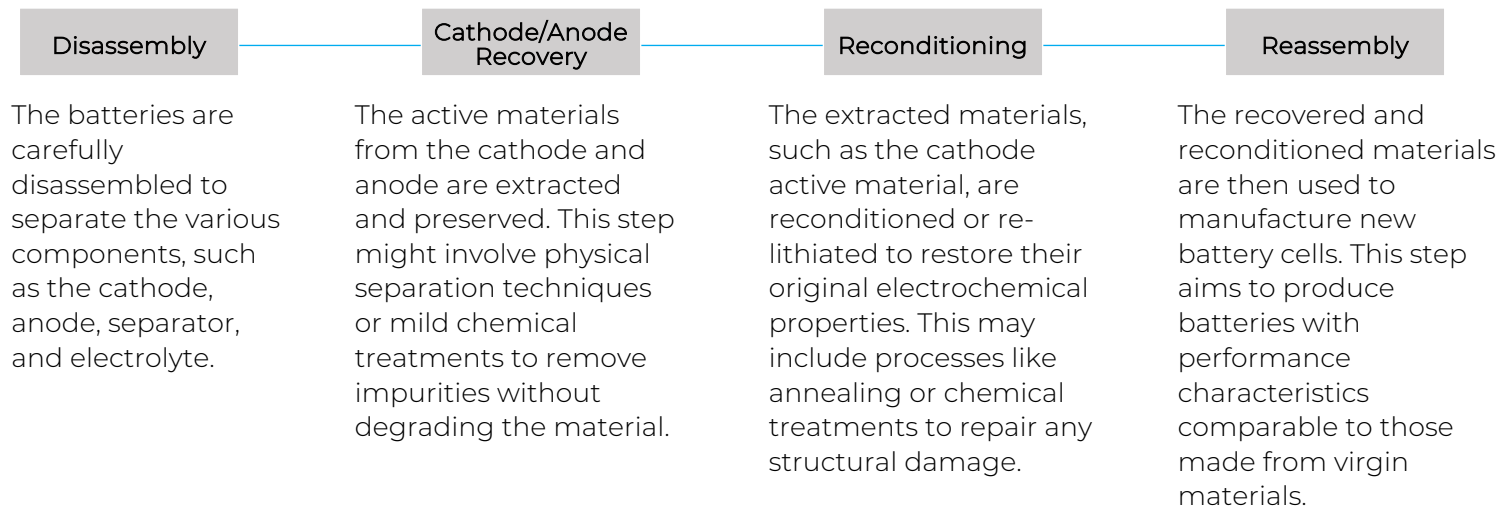 Disassembly
The batteries are
carefully
disassembled to
separate the various
components, such
as the cathode,
anode, separator,
and electrolyte.
Cathode/Anode
Recovery
The active materials
from the cathode and
anode are extracted
and preserved. This step
might involve physical
separation techniques
or mild chemical
treatments to remove
impurities without
degrading the material.
Reconditioning
The extracted materials,
such as the cathode
active material, are
reconditioned or re-
lithiated to restore their
original electrochemical
properties. This may
include processes like
annealing or chemical
treatments to repair any
structural damage.
Reassembly
The recovered and
reconditioned materials
are then used to
manufacture new
battery cells. This step
aims to produce
batteries with
performance
characteristics
comparable to those
made from virgin
materials.